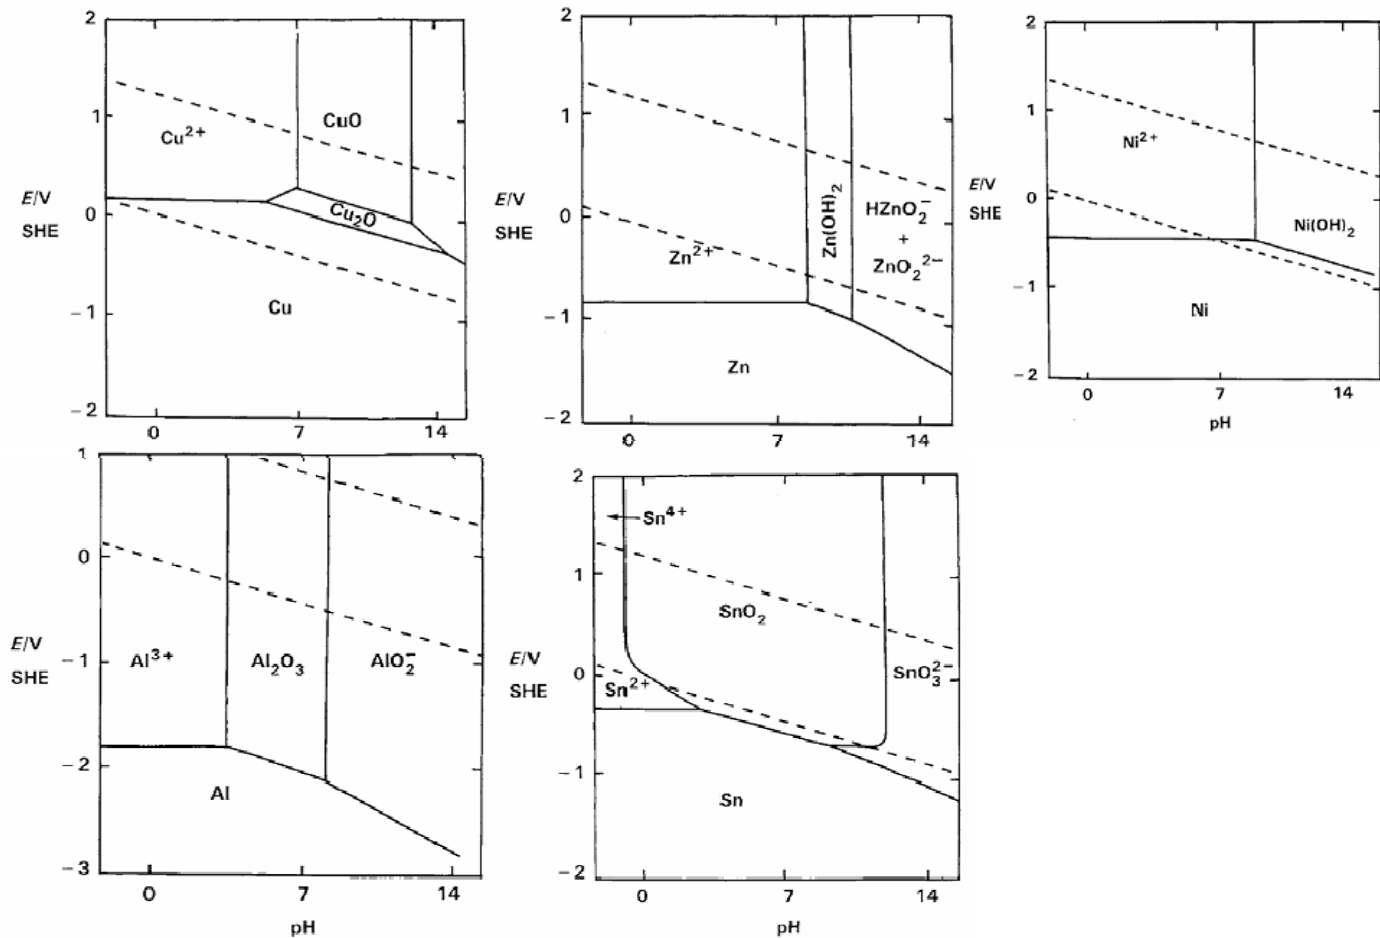 2
1
0
−1
−2
E/V
SHE
Cu²⁺
CuO
Cu₂O
Cu
0
7
14
2
1
0
−1
−2
E/V
SHE
Zn²⁺
Zn(OH)₂
HZnO₂⁻
+
ZnO₂²⁻
Zn
0
7
14
2
1
0
−1
−2
E/V
SHE
Ni²⁺
Ni(OH)₂
Ni
0
7
14
pH
1
0
−1
−2
−3
E/V
SHE
Al³⁺
Al₂O₃
AlO₂⁻
Al
0
7
14
pH
2
1
0
−1
−2
E/V
SHE
Sn⁴⁺
SnO₂
Sn²⁺
SnO₃²⁻
Sn
0
7
14
pH